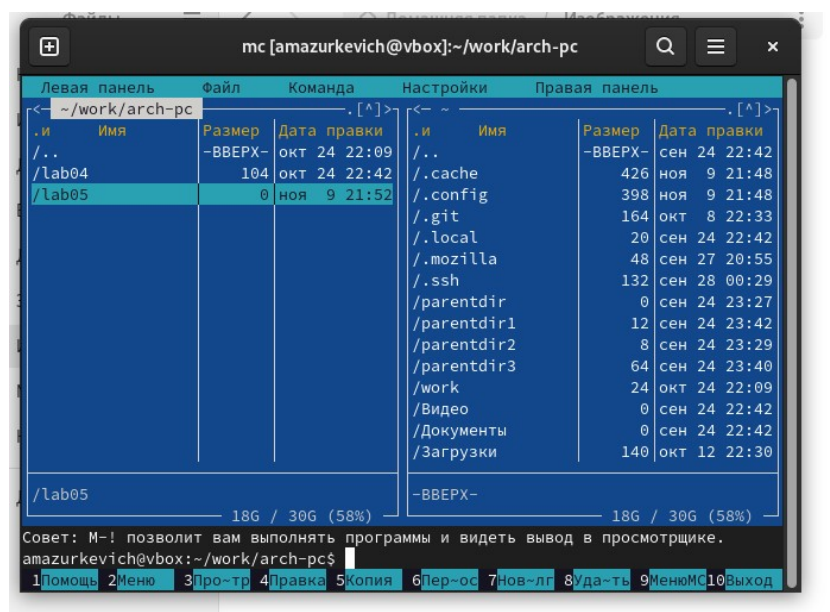 Домашняя папка / Изображения
mc [amazurkevich@vbox]:~/work/arch-pc
Левая панель Файл Команда Настройки Правая панель
<— ~/work/arch-pc .[^]> <— ~ .[^]>
.и Имя Размер Дата правки .и Имя Размер Дата правки
/.. -ВВЕРХ- окт 24 22:09 /.. -ВВЕРХ- сен 24 22:42
/lab04 104 окт 24 22:42 /.cache 426 ноя 9 21:48
/lab05 0 ноя 9 21:52 /.config 398 ноя 9 21:48
/.git 164 окт 8 22:33
/.local 20 сен 24 22:42
/.mozilla 48 сен 27 20:55
/.ssh 132 сен 28 00:29
/parentdir 0 сен 24 23:27
/parentdir1 12 сен 24 23:42
/parentdir2 8 сен 24 23:29
/parentdir3 64 сен 24 23:40
/work 24 окт 24 22:09
/Видео 0 сен 24 22:42
/Документы 0 сен 24 22:42
/Загрузки 140 окт 12 22:30
/lab05 -ВВЕРХ-
18G / 30G (58%) 18G / 30G (58%)
Совет: M-! позволит вам выполнять программы и видеть вывод в просмотрщике.
amazurkevich@vbox:~/work/arch-pc$
1Помощь 2Меню 3Про~тр 4Правка 5Копия 6Пер~ос 7Нов~лг 8Уда~ть 9МенюМС10Выход